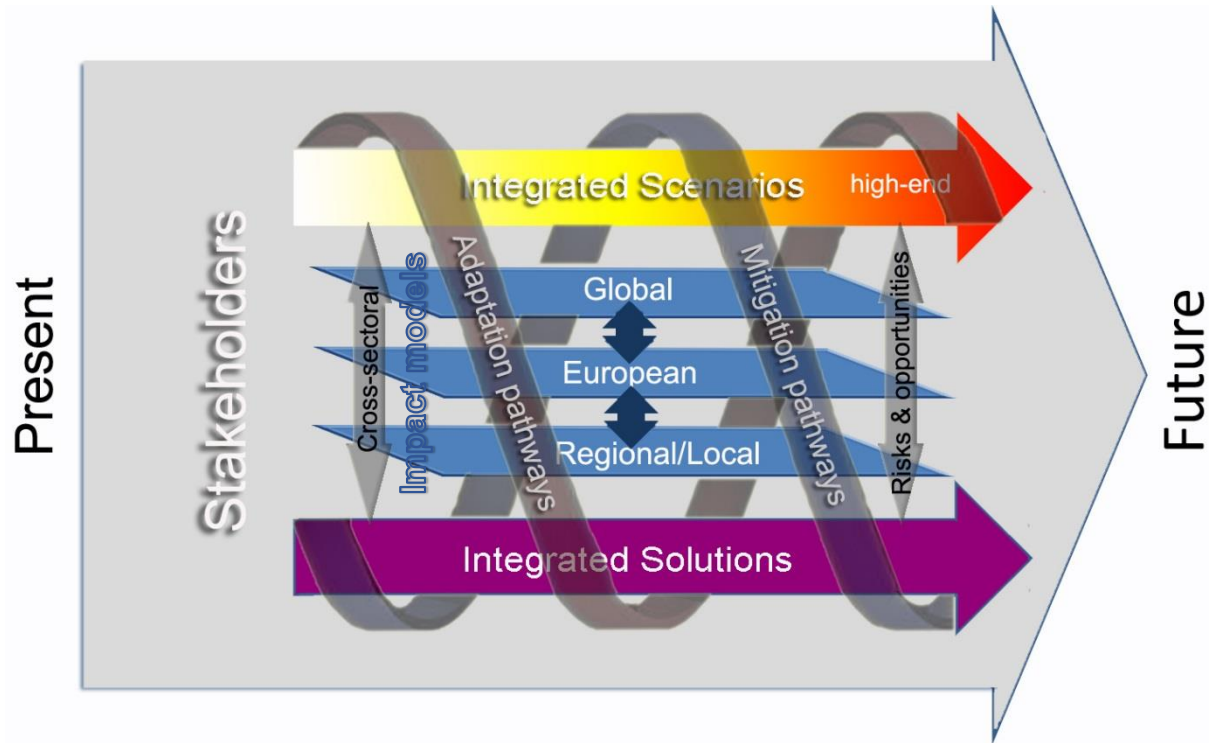 Present
Stakeholders
Integrated Scenarios
high-end
Cross-sectoral
Impact models
Adaptation pathways
Global
European
Regional/Local
Mitigation pathways
Risks & opportunities
Integrated Solutions
Future